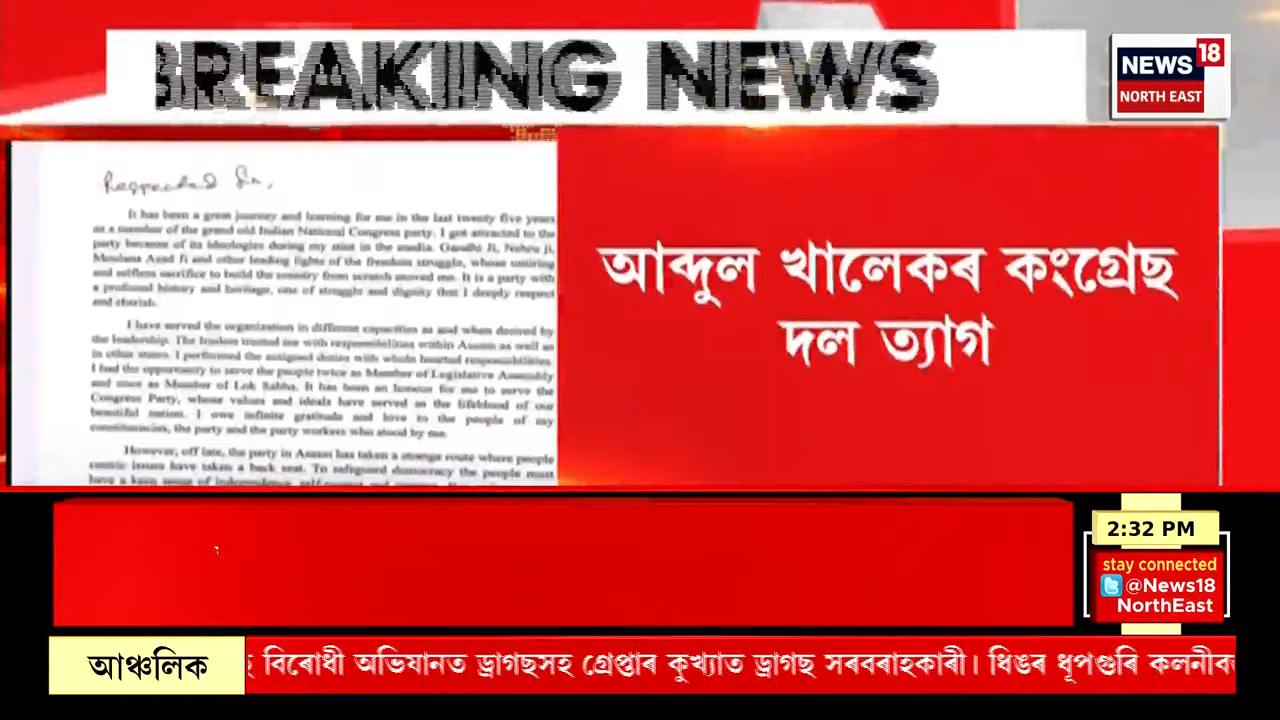 BREAKING NEWS
NEWS 18
NORTH EAST
Respected Sir,
It has been a great journey and learning for me in the last twenty five years
as a member of the grand old Indian National Congress party. I got attracted to the
party because of its ideologies during my stint in the media. Gandhi Ji, Nehru Ji,
Moulana Azad Ji and other leading lights of the freedom struggle, whose untiring
and selfless sacrifice to build the country from scratch moved me. It is a party with
a profound history and heritage, one of struggle and dignity that I deeply respect
and cherish.
I have served the organization in different capacities as and when desired by
the leadership. The leaders trusted me with responsibilities within Assam as well as
in other states. I performed the assigned duties with whole hearted responsibilities.
I had the opportunity to serve the people twice as Member of Legislative Assembly
and once as Member of Lok Sabha. It has been an honour for me to serve the
Congress Party, whose values and ideals have served as the lifeblood of our
beautiful nation. I owe infinite gratitude and love to the people of my
constituencies, the party and the party workers who stood by me.
However, off late, the party in Assam has taken a strange route where people
centric issues have taken a back seat. To safeguard democracy the people must
have a keen sense of independence, self-respect and
আব্দুল খালেকৰ কংগ্ৰেছ
দল ত্যাগ
2:32 PM
stay connected
@News18
NorthEast
আঞ্চলিক
বিৰোধী অভিযানত ড্ৰাগছসহ গ্ৰেপ্তাৰ কুখ্যাত ড্ৰাগছ সৰবৰাহকাৰী। ধিঙৰ ধূপগুৰি